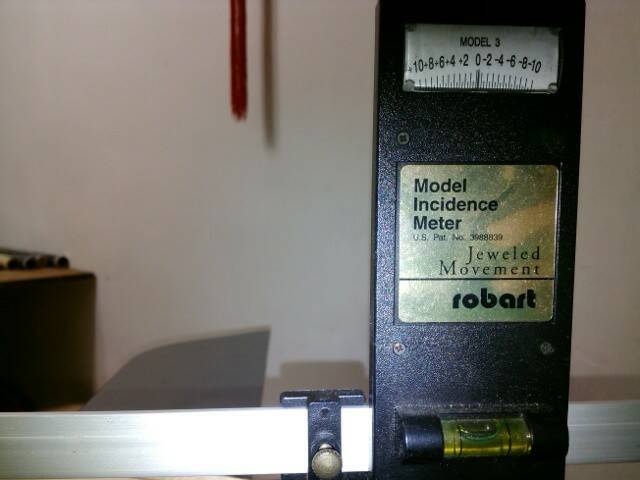 MODEL 3
+10+8+6+4+2 0-2-4-6-8-10
Model
Incidence
Meter
U.S. Pat. No. 3988839
Jeweled
Movement
robart